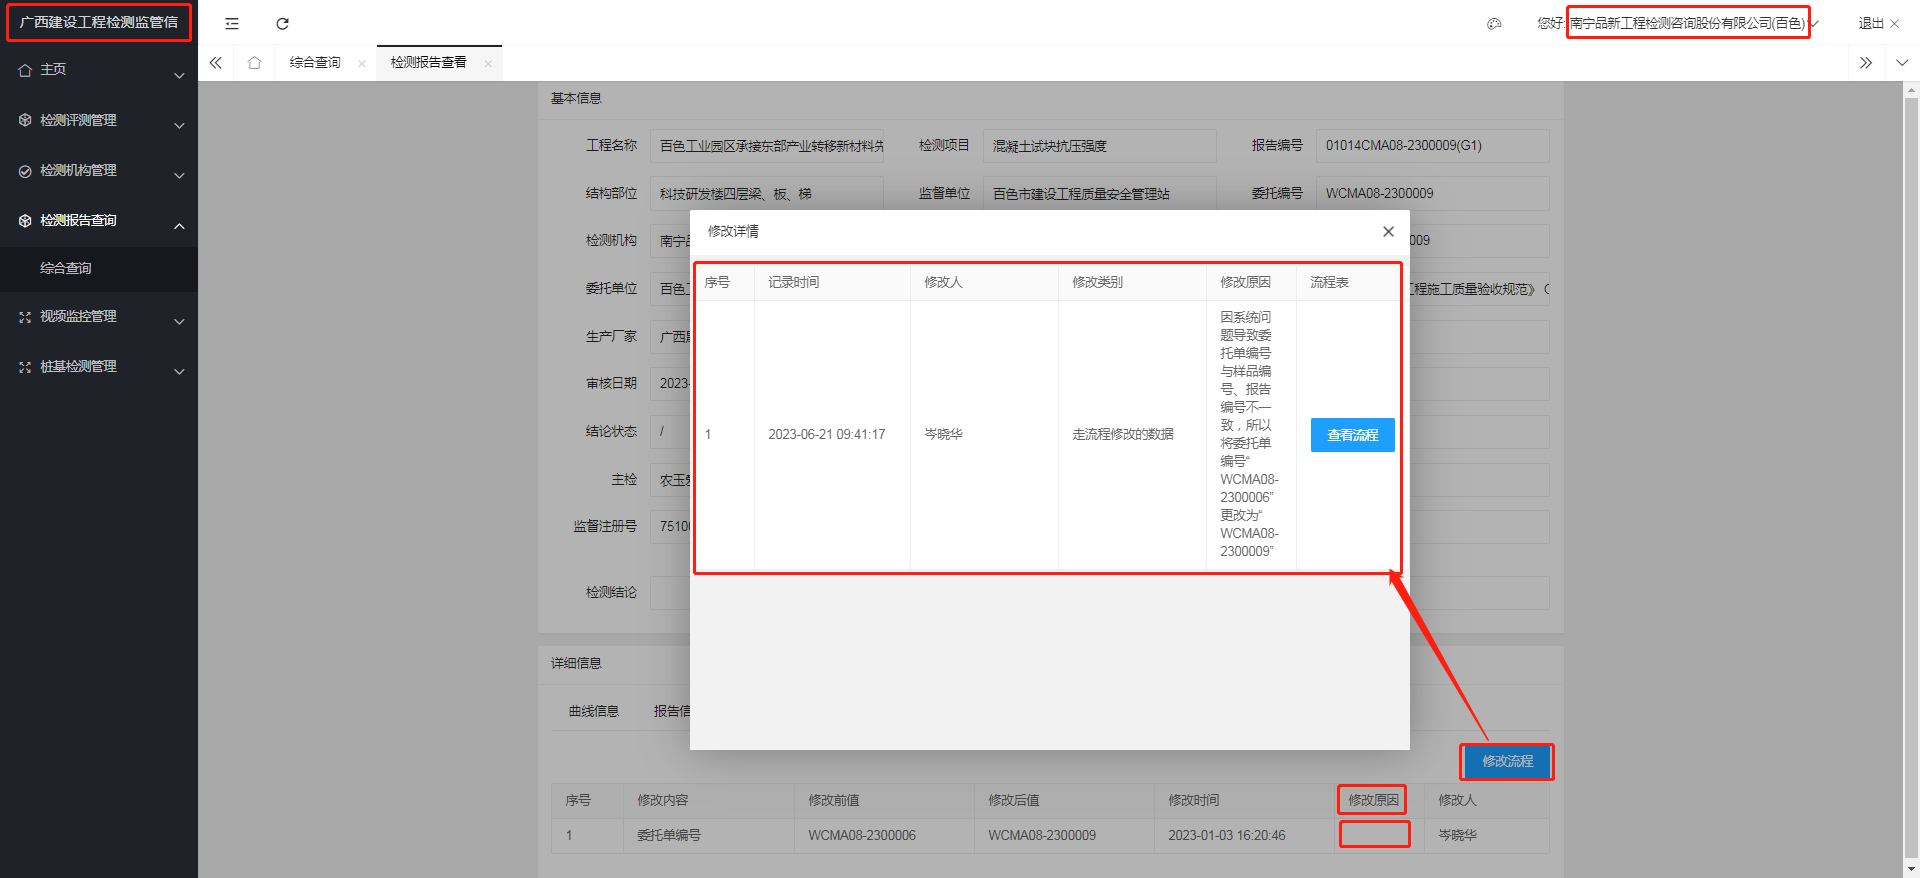 广西建设工程检测监管信
您好:南宁品新工程检测咨询股份有限公司(百色)
退出
综合查询
检测报告查看
主页
检测评测管理
检测机构管理
检测报告查询
综合查询
视频监控管理
桩基检测管理
基本信息
工程名称 百色工业园区承接东部产业转移新材料
检测项目 混凝土试块抗压强度
报告编号 01014CMA08-2300009(G1)
结构部位 科技研发楼四层梁、板、梯
监督单位 百色市建设工程质量安全管理站
委托编号 WCMA08-2300009
检测机构 南宁
009
委托单位 百色
工程施工质量验收规范》
生产厂家 广西
审核日期 2023-
结论状态 /
主检 农玉
监督注册号 7510
检测结论
修改详情
序号 记录时间 修改人 修改类别 修改原因 流程表
1 2023-06-21 09:41:17 岑晓华 走流程修改的数据
因系统问
题导致委
托单编号
与样品编
号、报告
编号不一
致，所以
将委托单
编号“
WCMA08-
2300006”
更改为“
WCMA08-
2300009”
查看流程
详细信息
曲线信息 报告信
修改流程
序号 修改内容 修改前值 修改后值 修改时间 修改原因 修改人
1 委托单编号 WCMA08-2300006 WCMA08-2300009 2023-01-03 16:20:46 岑晓华